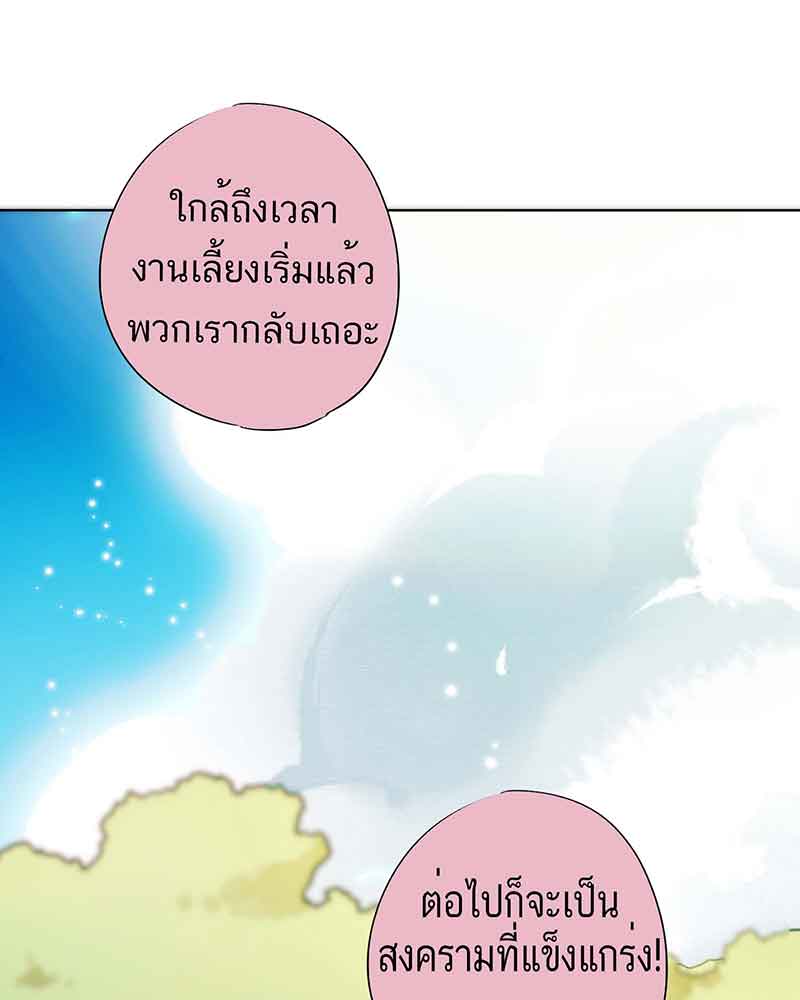 ใกล้ถึงเวลา
งานเลี้ยงเริ่มแล้ว
พวกเรากลับเถอะ
ต่อไปก็จะเป็น
สงครามที่แข็งแกร่ง!